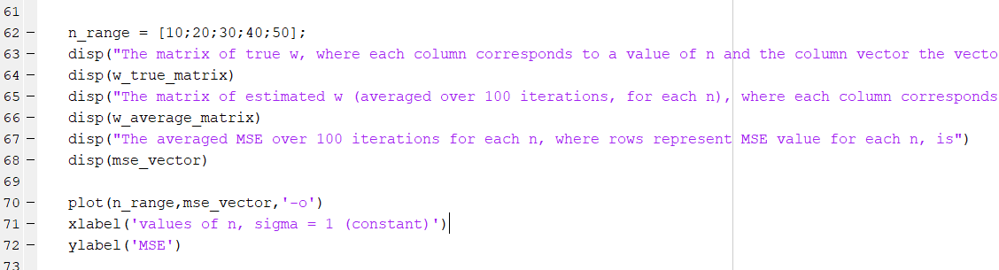 61
62 – n_range = [10;20;30;40;50];
63 – disp("The matrix of true w, where each column corresponds to a value of n and the column vector the vecto
64 – disp(w_true_matrix)
65 – disp("The matrix of estimated w (averaged over 100 iterations, for each n), where each column corresponds
66 – disp(w_average_matrix)
67 – disp("The averaged MSE over 100 iterations for each n, where rows represent MSE value for each n, is")
68 – disp(mse_vector)
69
70 – plot(n_range,mse_vector,'-o')
71 – xlabel('values of n, sigma = 1 (constant)')
72 – ylabel('MSE')
73